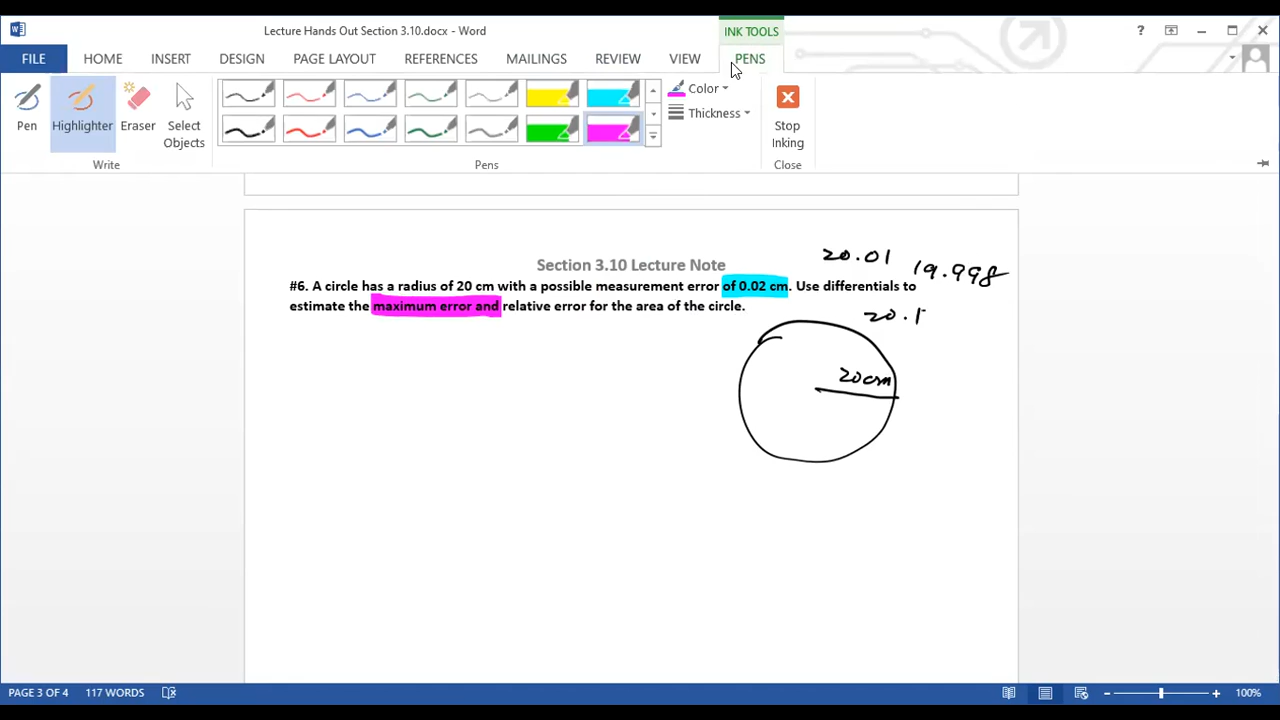 Lecture Hands Out Section 3.10.docx - Word
INK TOOLS
?
FILE HOME INSERT DESIGN PAGE LAYOUT REFERENCES MAILINGS REVIEW VIEW PENS
Pen
Highlighter
Eraser
Select
Objects
Color
Thickness
Stop
Inking
Write
Pens
Close
Section 3.10 Lecture Note
20.01
19.998
#6. A circle has a radius of 20 cm with a possible measurement error of 0.02 cm. Use differentials to
estimate the maximum error and relative error for the area of the circle.
20.1
20cm
PAGE 3 OF 4 117 WORDS
100%